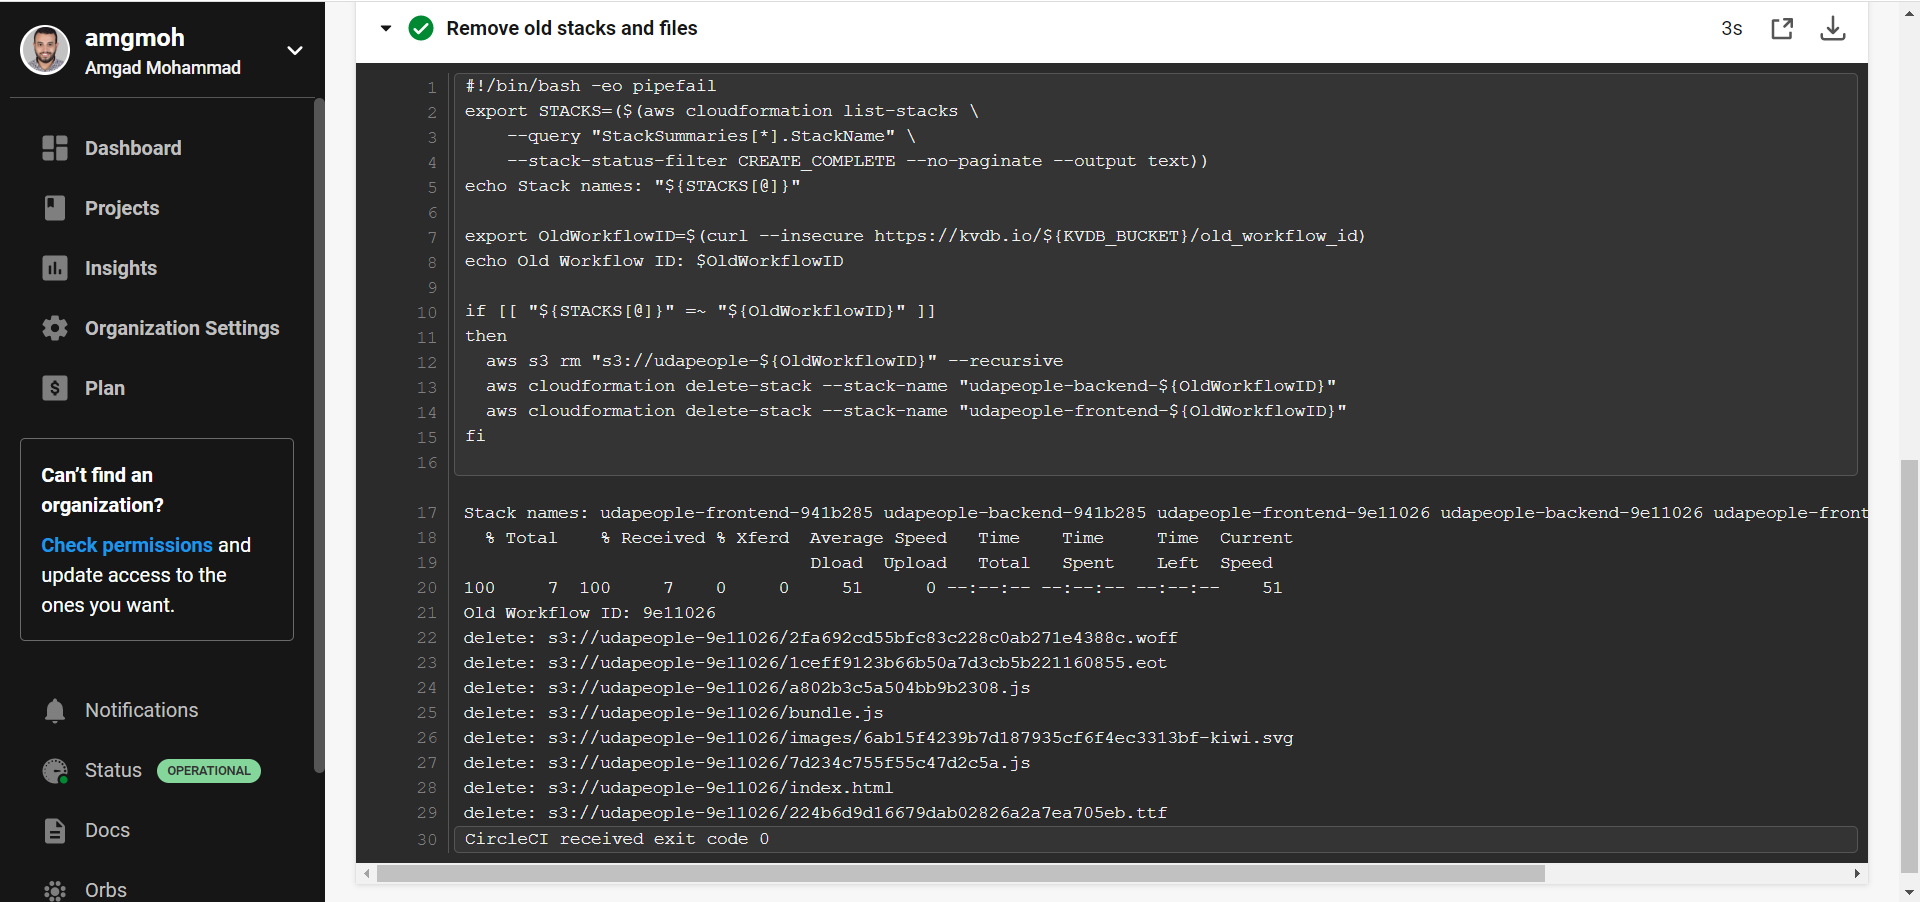 amgmoh
Amgad Mohammad
Dashboard
Projects
Insights
Organization Settings
Plan
Can't find an
organization?
Check permissions and
update access to the
ones you want.
Notifications
Status OPERATIONAL
Docs
Orbs
Remove old stacks and files 3s
1 #!/bin/bash -eo pipefail
2 export STACKS=($(aws cloudformation list-stacks \
3     --query "StackSummaries[*].StackName" \
4     --stack-status-filter CREATE_COMPLETE --no-paginate --output text))
5 echo Stack names: "${STACKS[@]}"
6
7 export OldWorkflowID=$(curl --insecure https://kvdb.io/${KVDB_BUCKET}/old_workflow_id)
8 echo Old Workflow ID: $OldWorkflowID
9
10 if [[ "${STACKS[@]}" =~ "${OldWorkflowID}" ]]
11 then
12   aws s3 rm "s3://udapeople-${OldWorkflowID}" --recursive
13   aws cloudformation delete-stack --stack-name "udapeople-backend-${OldWorkflowID}"
14   aws cloudformation delete-stack --stack-name "udapeople-frontend-${OldWorkflowID}"
15 fi
16
17 Stack names: udapeople-frontend-941b285 udapeople-backend-941b285 udapeople-frontend-9e11026 udapeople-backend-9e11026 udapeople-front
18   % Total    % Received % Xferd  Average Speed   Time    Time     Time  Current
19                                  Dload  Upload   Total   Spent    Left  Speed
20 100     7  100     7    0     0     51      0 --:--:-- --:--:-- --:--:--    51
21 Old Workflow ID: 9e11026
22 delete: s3://udapeople-9e11026/2fa692cd55bfc83c228c0ab271e4388c.woff
23 delete: s3://udapeople-9e11026/1ceff9123b66b50a7d3cb5b221160855.eot
24 delete: s3://udapeople-9e11026/a802b3c5a504bb9b2308.js
25 delete: s3://udapeople-9e11026/bundle.js
26 delete: s3://udapeople-9e11026/images/6ab15f4239b7d187935cf6f4ec3313bf-kiwi.svg
27 delete: s3://udapeople-9e11026/7d234c755f55c47d2c5a.js
28 delete: s3://udapeople-9e11026/index.html
29 delete: s3://udapeople-9e11026/224b6d9d16679dab02826a2a7ea705eb.ttf
30 CircleCI received exit code 0